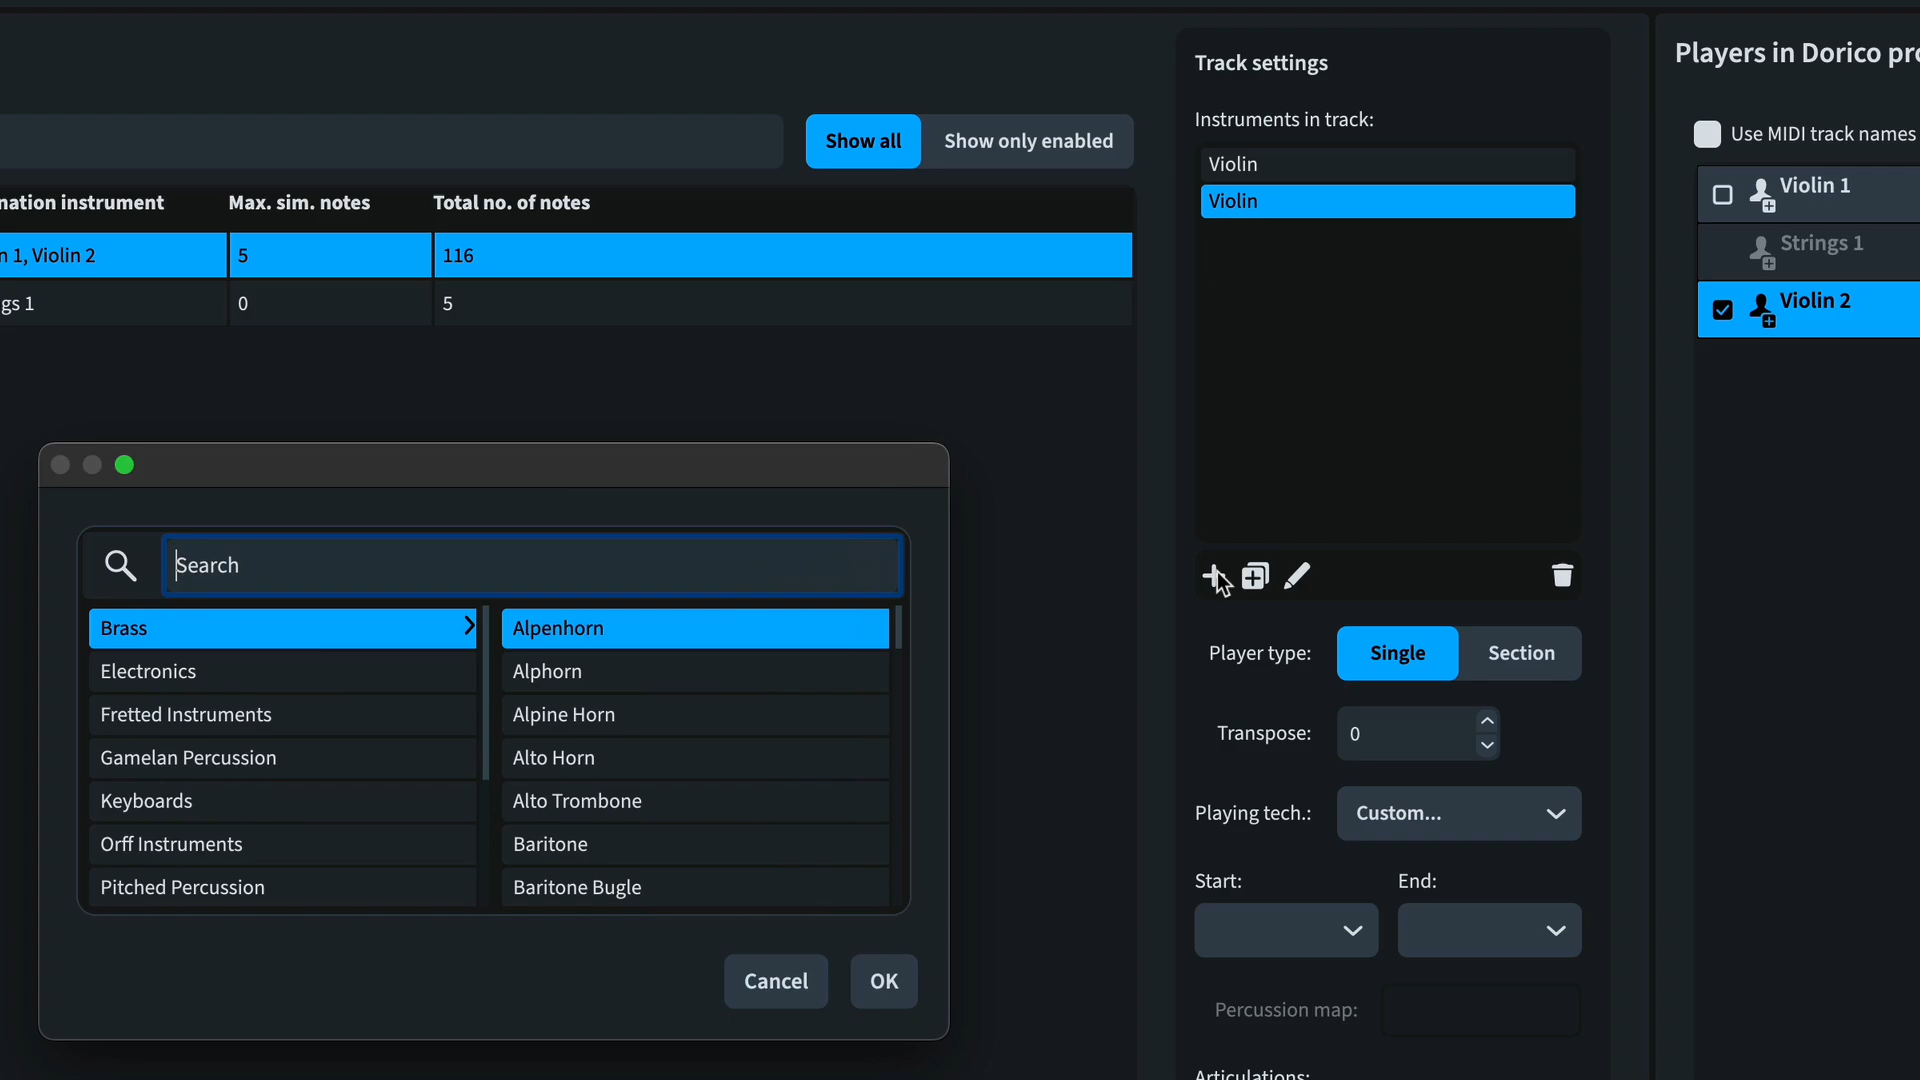 Track settings
Players in Dorico pro
Instruments in track:
Show all
Show only enabled
Use MIDI track names
Violin
Violin
nation instrument
Max. sim. notes
Total no. of notes
n 1, Violin 2
5
116
gs 1
0
5
Violin 1
Strings 1
Violin 2
Search
Brass
Electronics
Fretted Instruments
Gamelan Percussion
Keyboards
Orff Instruments
Pitched Percussion
Alpenhorn
Alphorn
Alpine Horn
Alto Horn
Alto Trombone
Baritone
Baritone Bugle
Cancel
OK
Player type:
Single
Section
Transpose:
0
Playing tech.:
Custom...
Start:
End:
Percussion map:
Articulations: